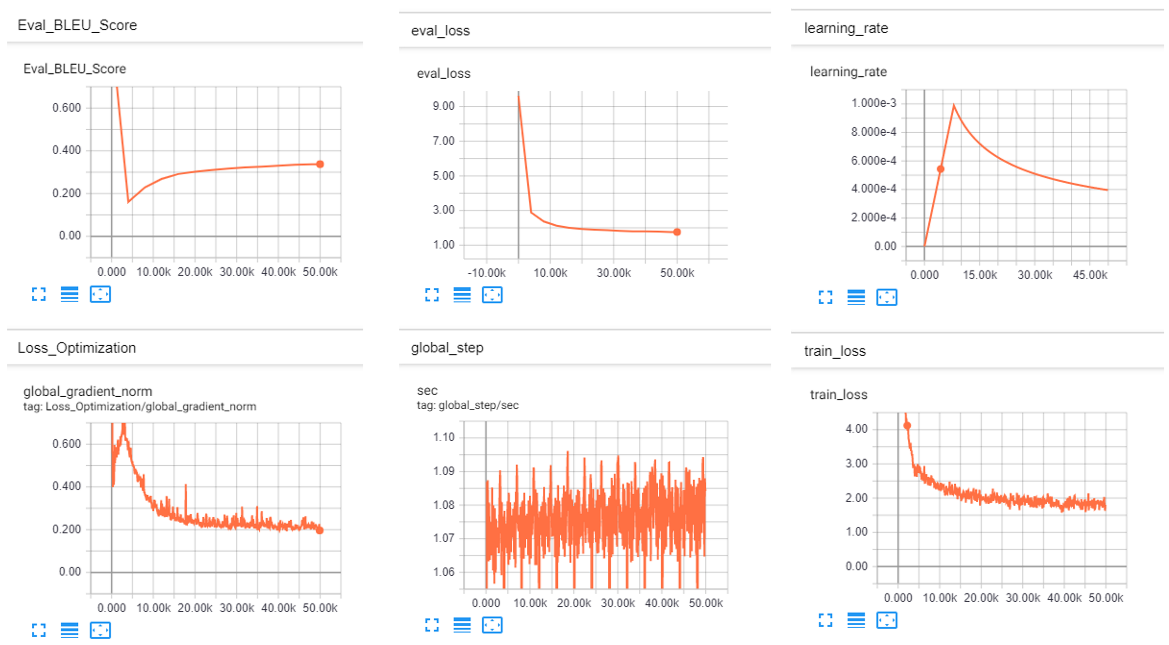 Eval_BLEU_Score
Eval_BLEU_Score
0.600
0.400
0.200
0.00
0.000 10.00k 20.00k 30.00k 40.00k 50.00k
eval_loss
eval_loss
9.00
7.00
5.00
3.00
1.00
-10.00k 10.00k 30.00k 50.00k
learning_rate
learning_rate
1.000e-3
8.000e-4
6.000e-4
4.000e-4
2.000e-4
0.00
0.000 15.00k 30.00k 45.00k
Loss_Optimization
global_gradient_norm
tag: Loss_Optimization/global_gradient_norm
0.600
0.400
0.200
0.00
0.000 10.00k 20.00k 30.00k 40.00k 50.00k
global_step
sec
tag: global_step/sec
1.10
1.09
1.08
1.07
1.06
0.000 10.00k 20.00k 30.00k 40.00k 50.00k
train_loss
train_loss
4.00
3.00
2.00
1.00
0.00
0.000 10.00k 20.00k 30.00k 40.00k 50.00k